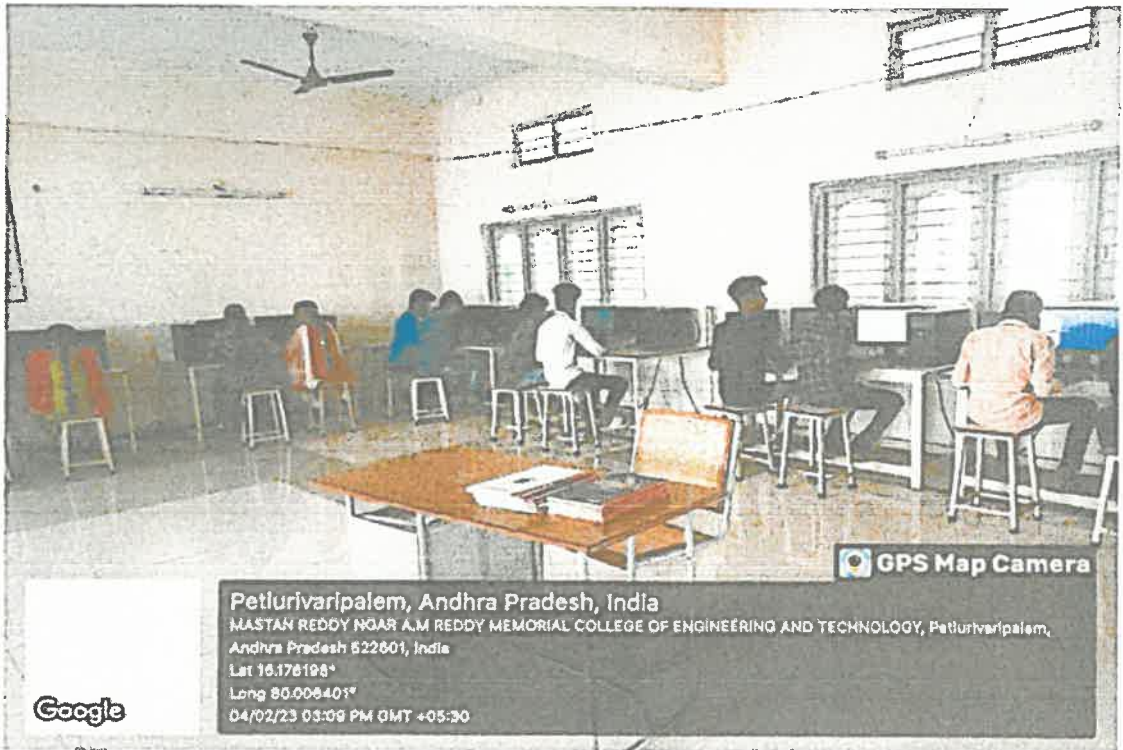 GPS Map Camera
Petlurivaripalem, Andhra Pradesh, India
MASTAN REDDY NGAR A.M REDDY MEMORIAL COLLEGE OF ENGINEERING AND TECHNOLOGY, Petlurivaripalem,
Andhra Pradesh 522601, India
Lat 16.176198°
Long 80.006401°
04/02/23 03:09 PM GMT +05:30
Google